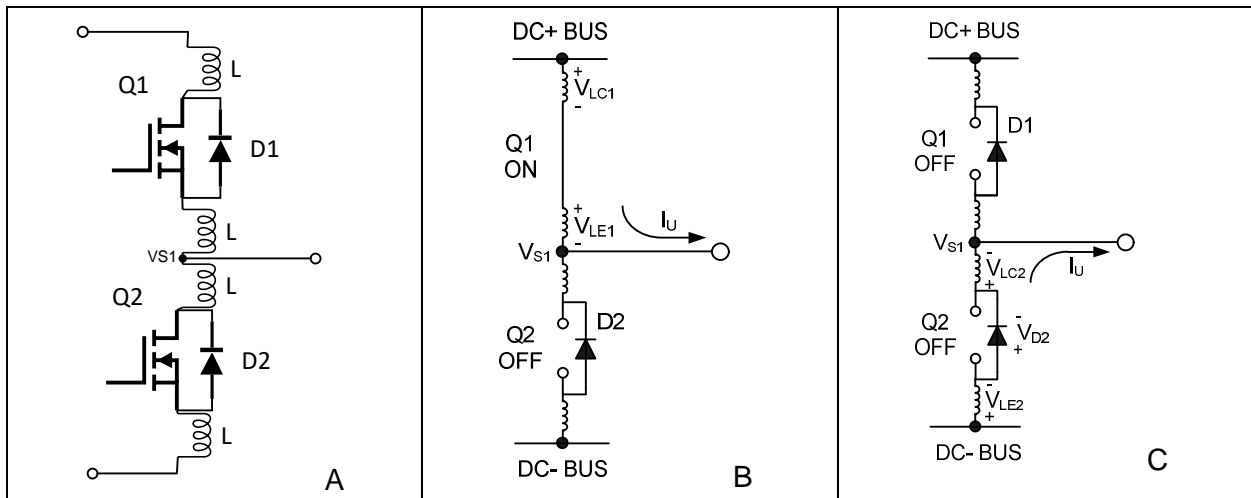 L
Q1
D1
L
VS1
L
Q2
D2
L
A
DC+ BUS
+
VLC1
-
Q1
ON
+
VLE1
-
IU
VS1
D2
Q2
OFF
DC- BUS
B
DC+ BUS
D1
Q1
OFF
VS1
-
VLC2
+
IU
Q2
OFF
-
VD2
+
-
VLE2
+
DC- BUS
C